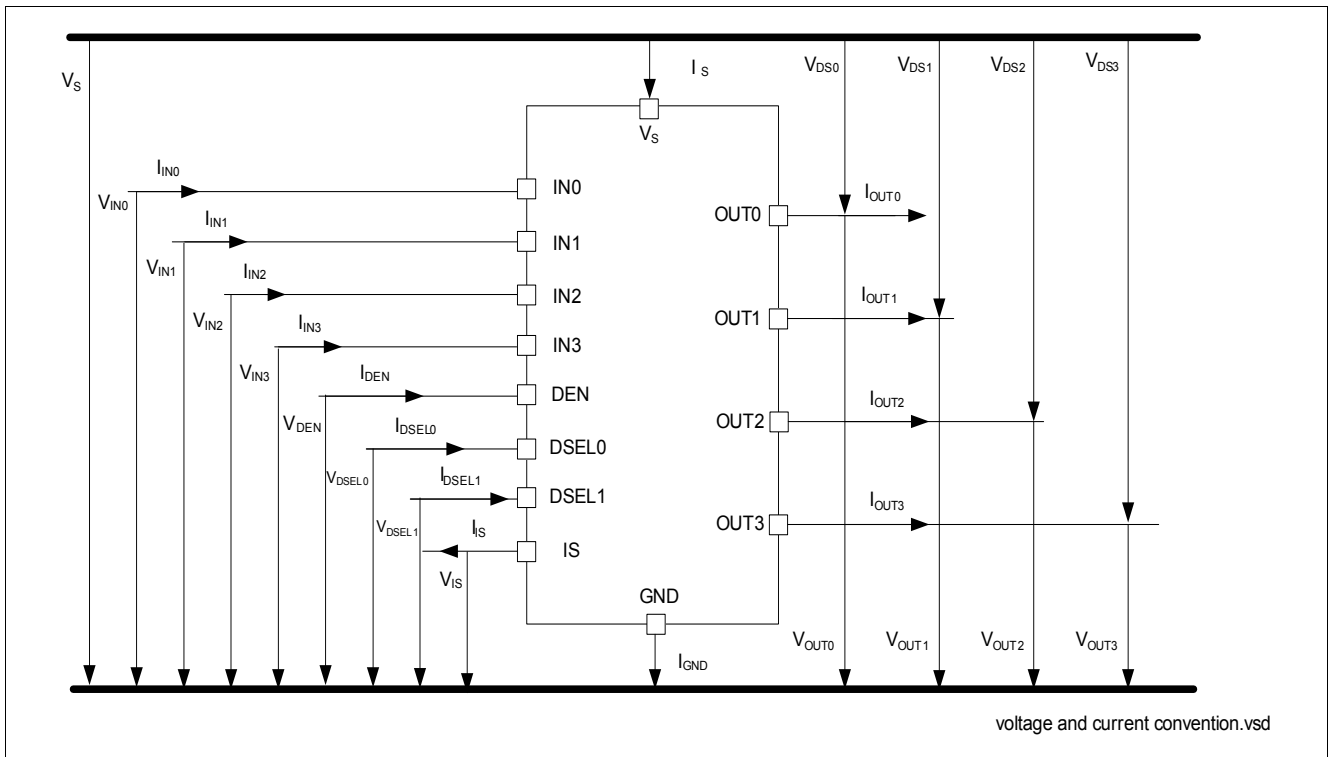 V_S
I_S
V_DS0
V_DS1
V_DS2
V_DS3
V_S
I_IN0
V_IN0
IN0
I_IN1
V_IN1
IN1
I_IN2
V_IN2
IN2
I_IN3
V_IN3
IN3
I_DEN
V_DEN
DEN
I_DSEL0
V_DSEL0
DSEL0
I_DSEL1
V_DSEL1
DSEL1
I_IS
V_IS
IS
GND
I_GND
OUT0
I_OUT0
OUT1
I_OUT1
OUT2
I_OUT2
OUT3
I_OUT3
V_OUT0
V_OUT1
V_OUT2
V_OUT3
voltage and current convention.vsd